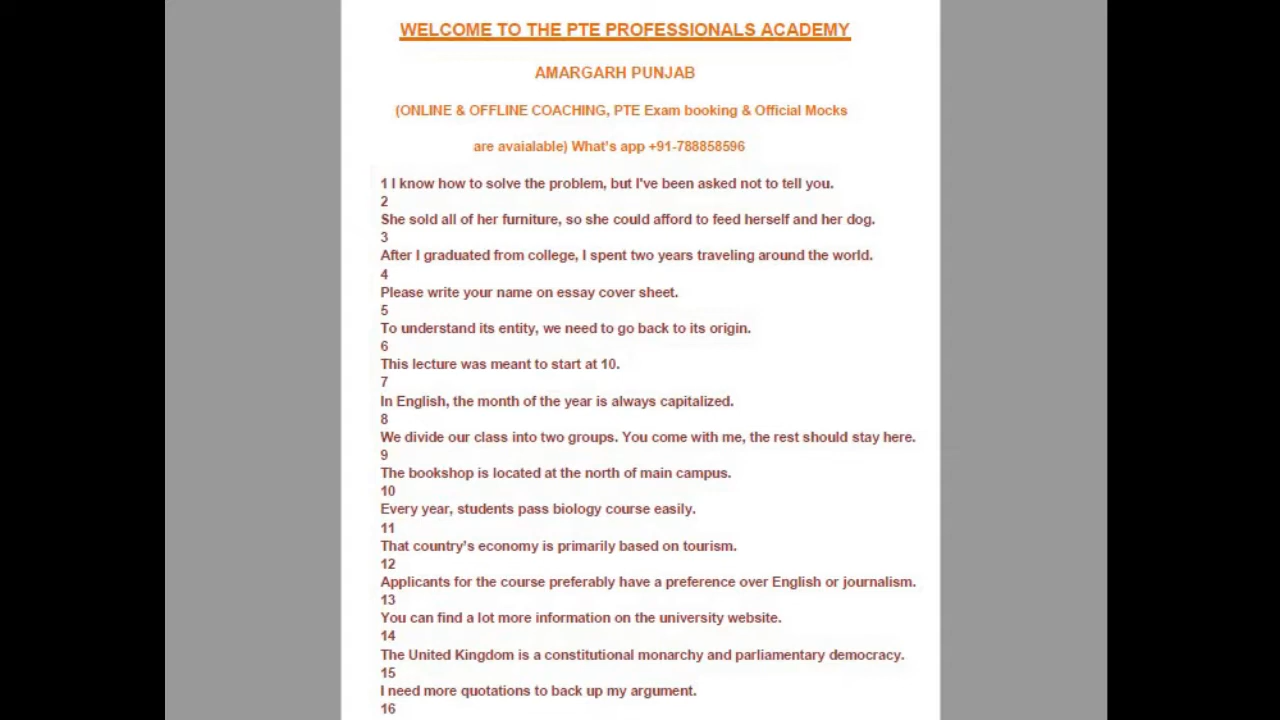 WELCOME TO THE PTE PROFESSIONALS ACADEMY
AMARGARH PUNJAB
(ONLINE & OFFLINE COACHING, PTE Exam booking & Official Mocks
are avaialable) What's app +91-788858596
1 I know how to solve the problem, but I've been asked not to tell you.
2
She sold all of her furniture, so she could afford to feed herself and her dog.
3
After I graduated from college, I spent two years traveling around the world.
4
Please write your name on essay cover sheet.
5
To understand its entity, we need to go back to its origin.
6
This lecture was meant to start at 10.
7
In English, the month of the year is always capitalized.
8
We divide our class into two groups. You come with me, the rest should stay here.
9
The bookshop is located at the north of main campus.
10
Every year, students pass biology course easily.
11
That country's economy is primarily based on tourism.
12
Applicants for the course preferably have a preference over English or journalism.
13
You can find a lot more information on the university website.
14
The United Kingdom is a constitutional monarchy and parliamentary democracy.
15
I need more quotations to back up my argument.
16